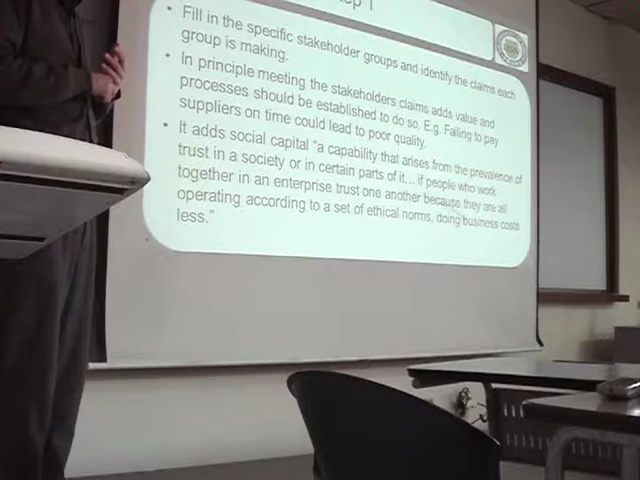 Step 1
• Fill in the specific stakeholder groups and identify the claims each
group is making.
• In principle meeting the stakeholders claims adds value and
processes should be established to do so. E.g. Failing to pay
suppliers on time could lead to poor quality.
• It adds social capital "a capability that arises from the prevalence of
trust in a society or in certain parts of it... if people who work
together in an enterprise trust one another because they are all
operating according to a set of ethical norms, doing business costs
less."